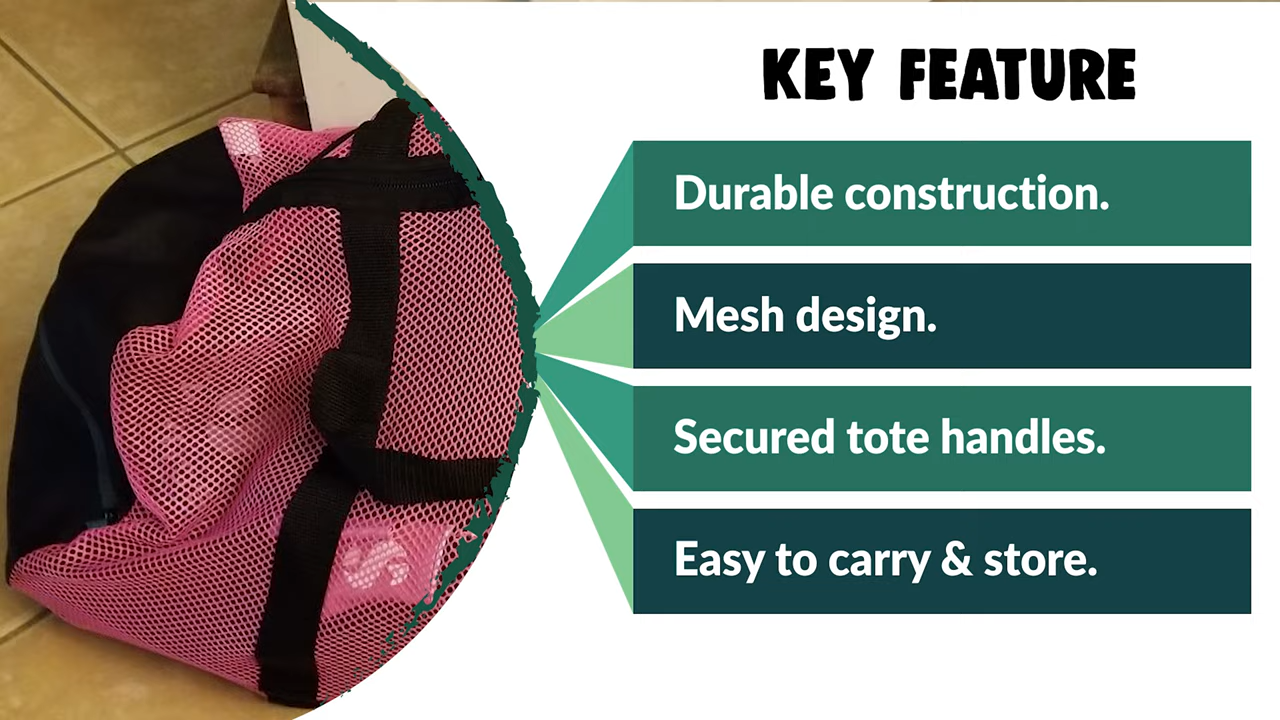 KEY FEATURE
Durable construction.
Mesh design.
Secured tote handles.
Easy to carry & store.